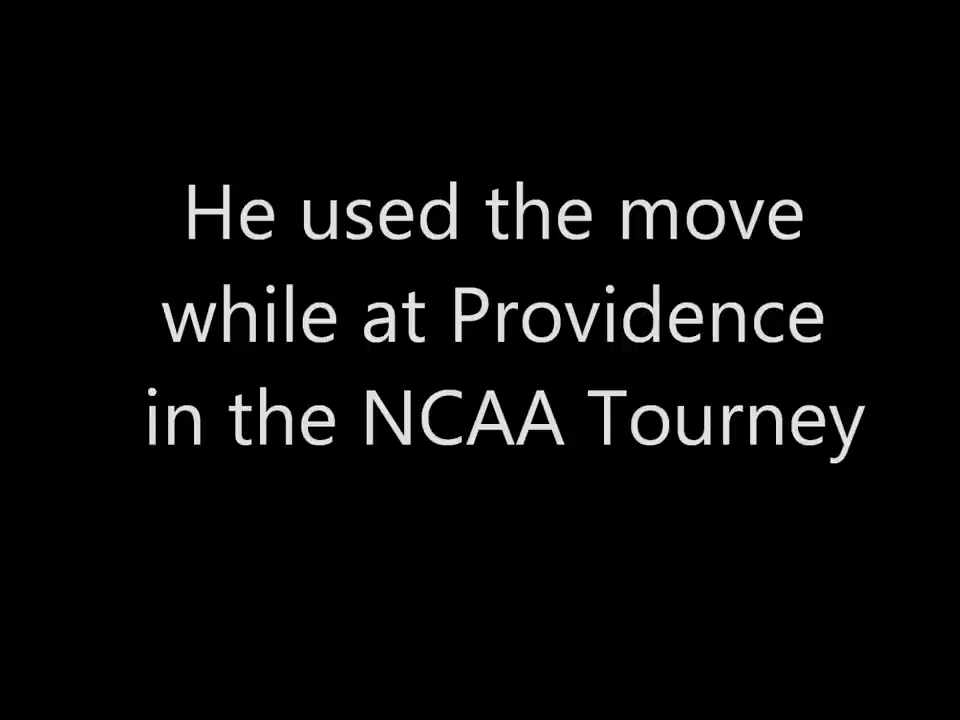 He used the move
while at Providence
in the NCAA Tourney